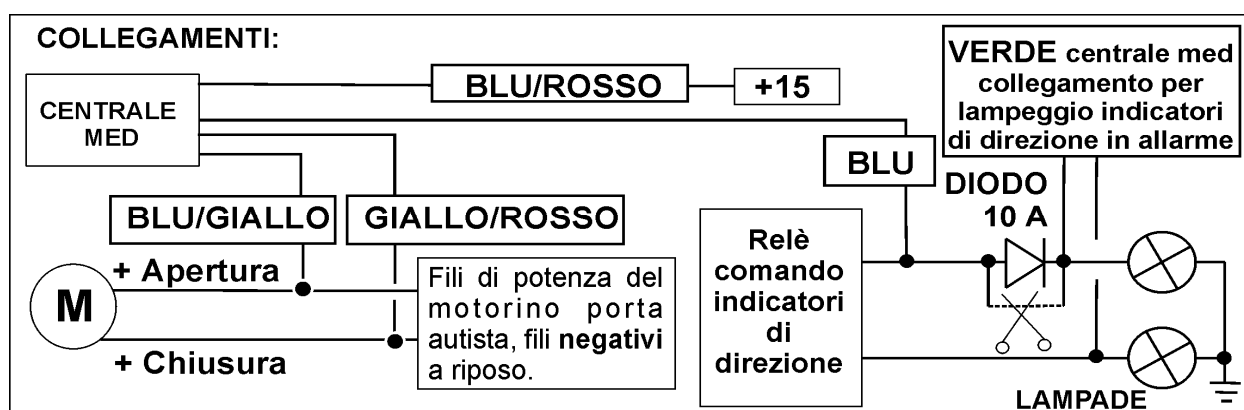 COLLEGAMENTI:
CENTRALE
MED
BLU/ROSSO
+15
VERDE centrale med
collegamento per
lampeggio indicatori
di direzione in allarme
BLU
DIODO
10 A
BLU/GIALLO
GIALLO/ROSSO
+ Apertura
M
+ Chiusura
Fili di potenza del
motorino porta
autista, fili negativi
a riposo.
Relè
comando
indicatori
di
direzione
LAMPADE